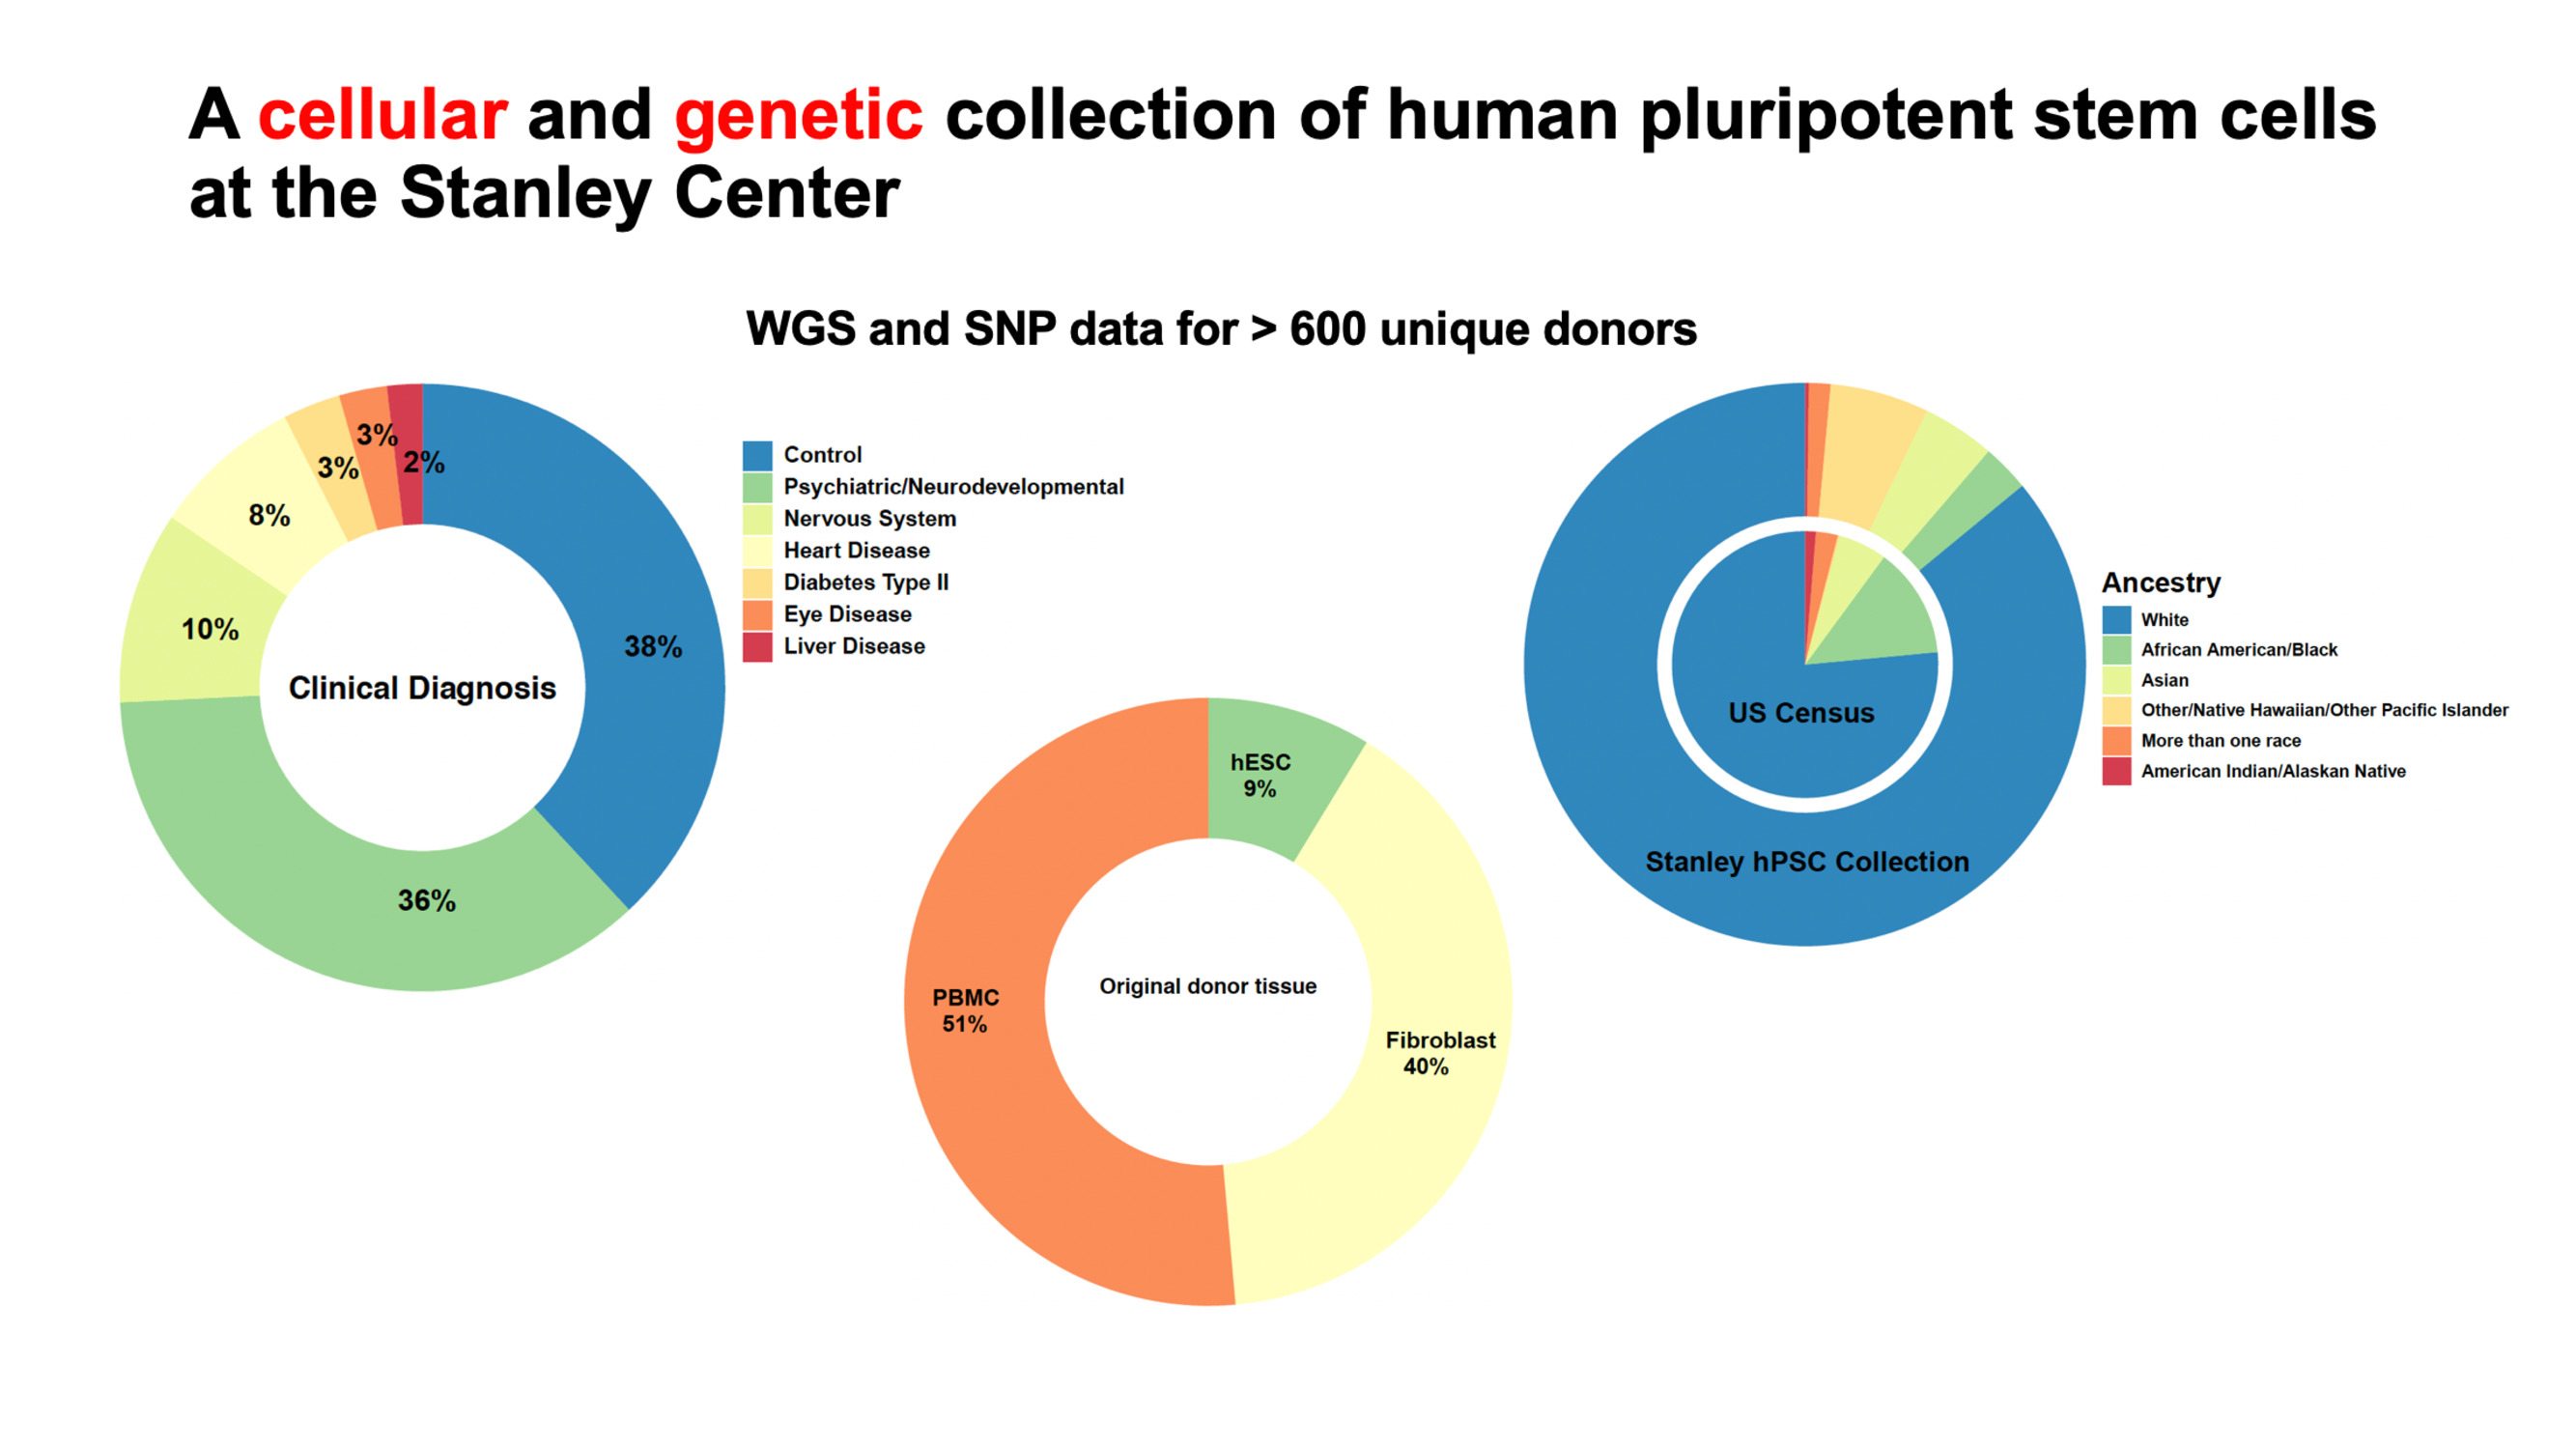 A cellular and genetic collection of human pluripotent stem cells
at the Stanley Center
WGS and SNP data for > 600 unique donors
3%
2%
3%
8%
10%
38%
36%
Clinical Diagnosis
Control
Psychiatric/Neurodevelopmental
Nervous System
Heart Disease
Diabetes Type II
Eye Disease
Liver Disease
hESC
9%
PBMC
51%
Original donor tissue
Fibroblast
40%
US Census
Stanley hPSC Collection
Ancestry
White
African American/Black
Asian
Other/Native Hawaiian/Other Pacific Islander
More than one race
American Indian/Alaskan Native